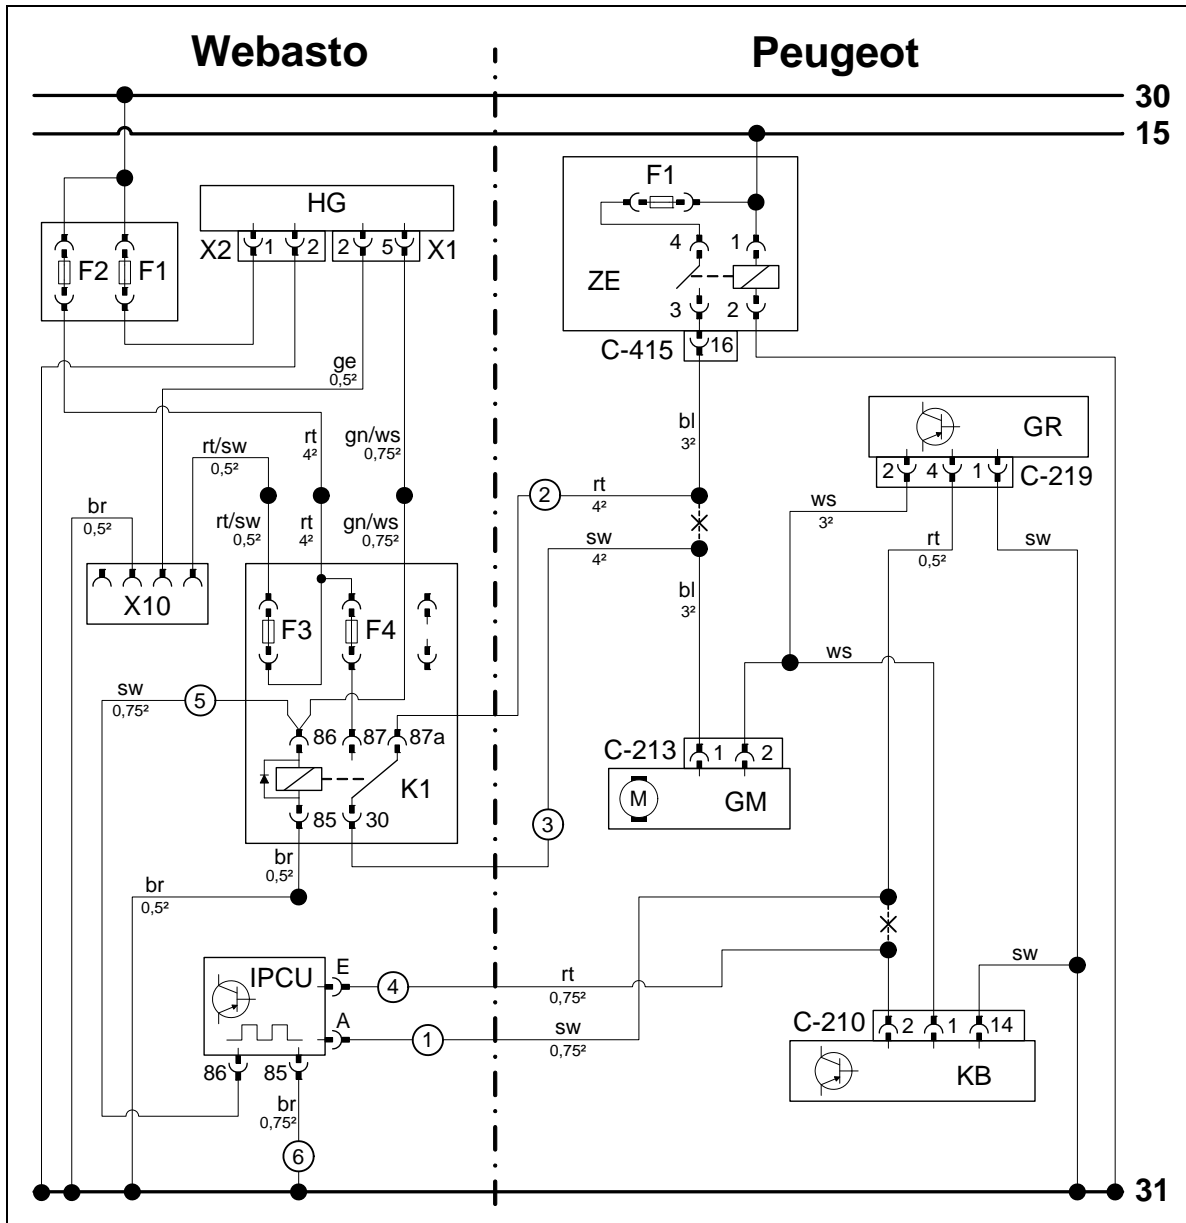 Webasto
Peugeot
30
15
F1
HG
X2 1 2 2 5 X1
F2 F1
4 1
ZE
3 2
C-415 16
ge
0,5²
bl
3²
GR
2 4 1 C-219
rt/sw
0,5²
rt
4²
gn/ws
0,75²
2
rt
4²
ws
3²
br
0,5²
rt/sw
0,5²
rt
4²
gn/ws
0,75²
sw
4²
rt
0,5²
sw
X10
bl
3²
F3 F4
ws
sw
0,75²
5
86 87 87a
C-213 1 2
K1
M GM
85 30
3
br
0,5²
br
0,5²
IPCU E
4
rt
0,75²
sw
A
1
sw
0,75²
C-210 2 1 14
86 85
KB
br
0,75²
6
31